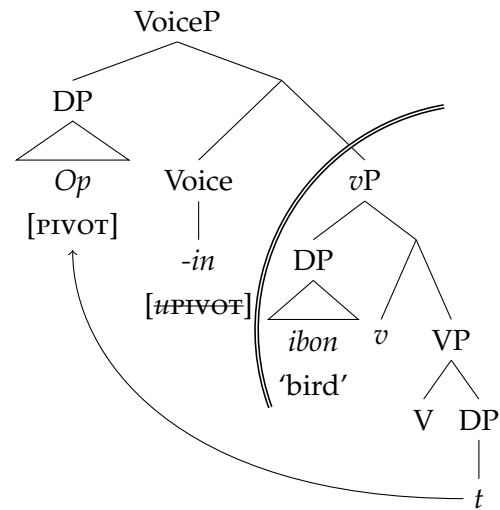 VoiceP
DP
Op
[PIVOT]
Voice
-in
[uPIVOT]
vP
DP
ibon
'bird'
v
VP
V DP
t